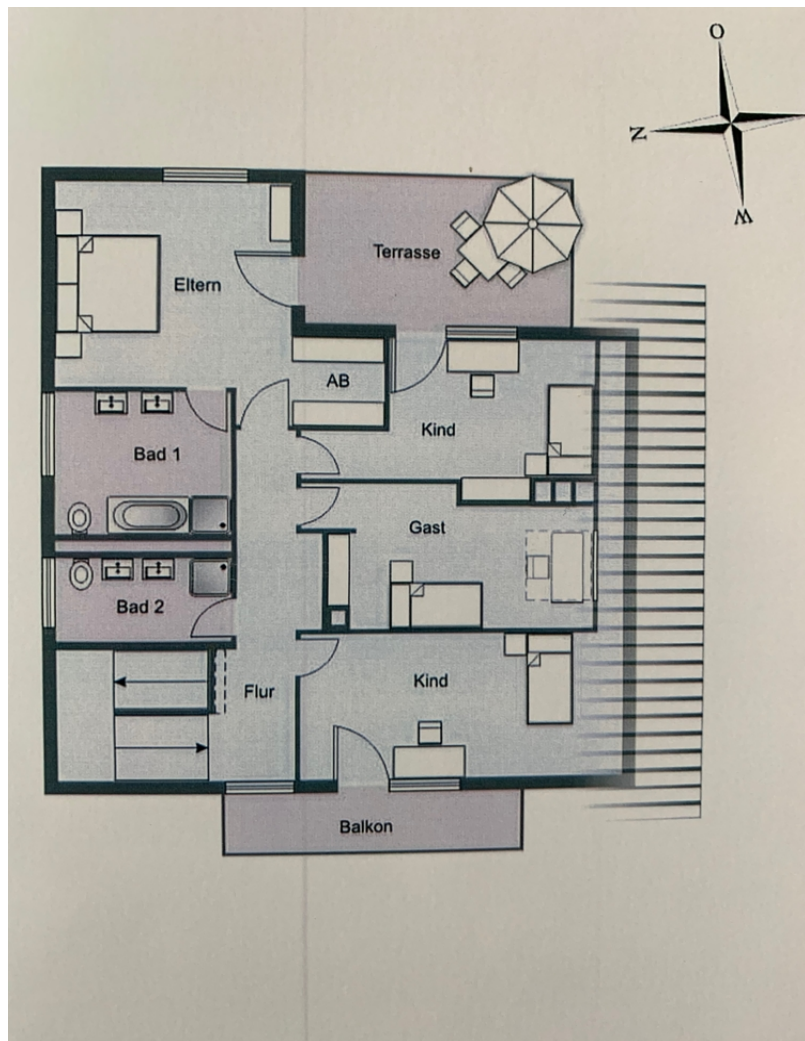 O
N
W
Terrasse
Eltern
AB
Kind
Bad 1
Gast
Bad 2
Kind
Flur
Balkon